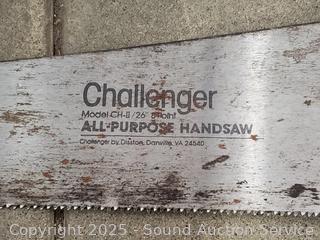 Challenger
Model CH-8/26" 8 Point
ALL-PURPOSE HANDSAW
Challenger by Disston, Danville, VA 24540
Copyright 2025 - Sound Auction Service